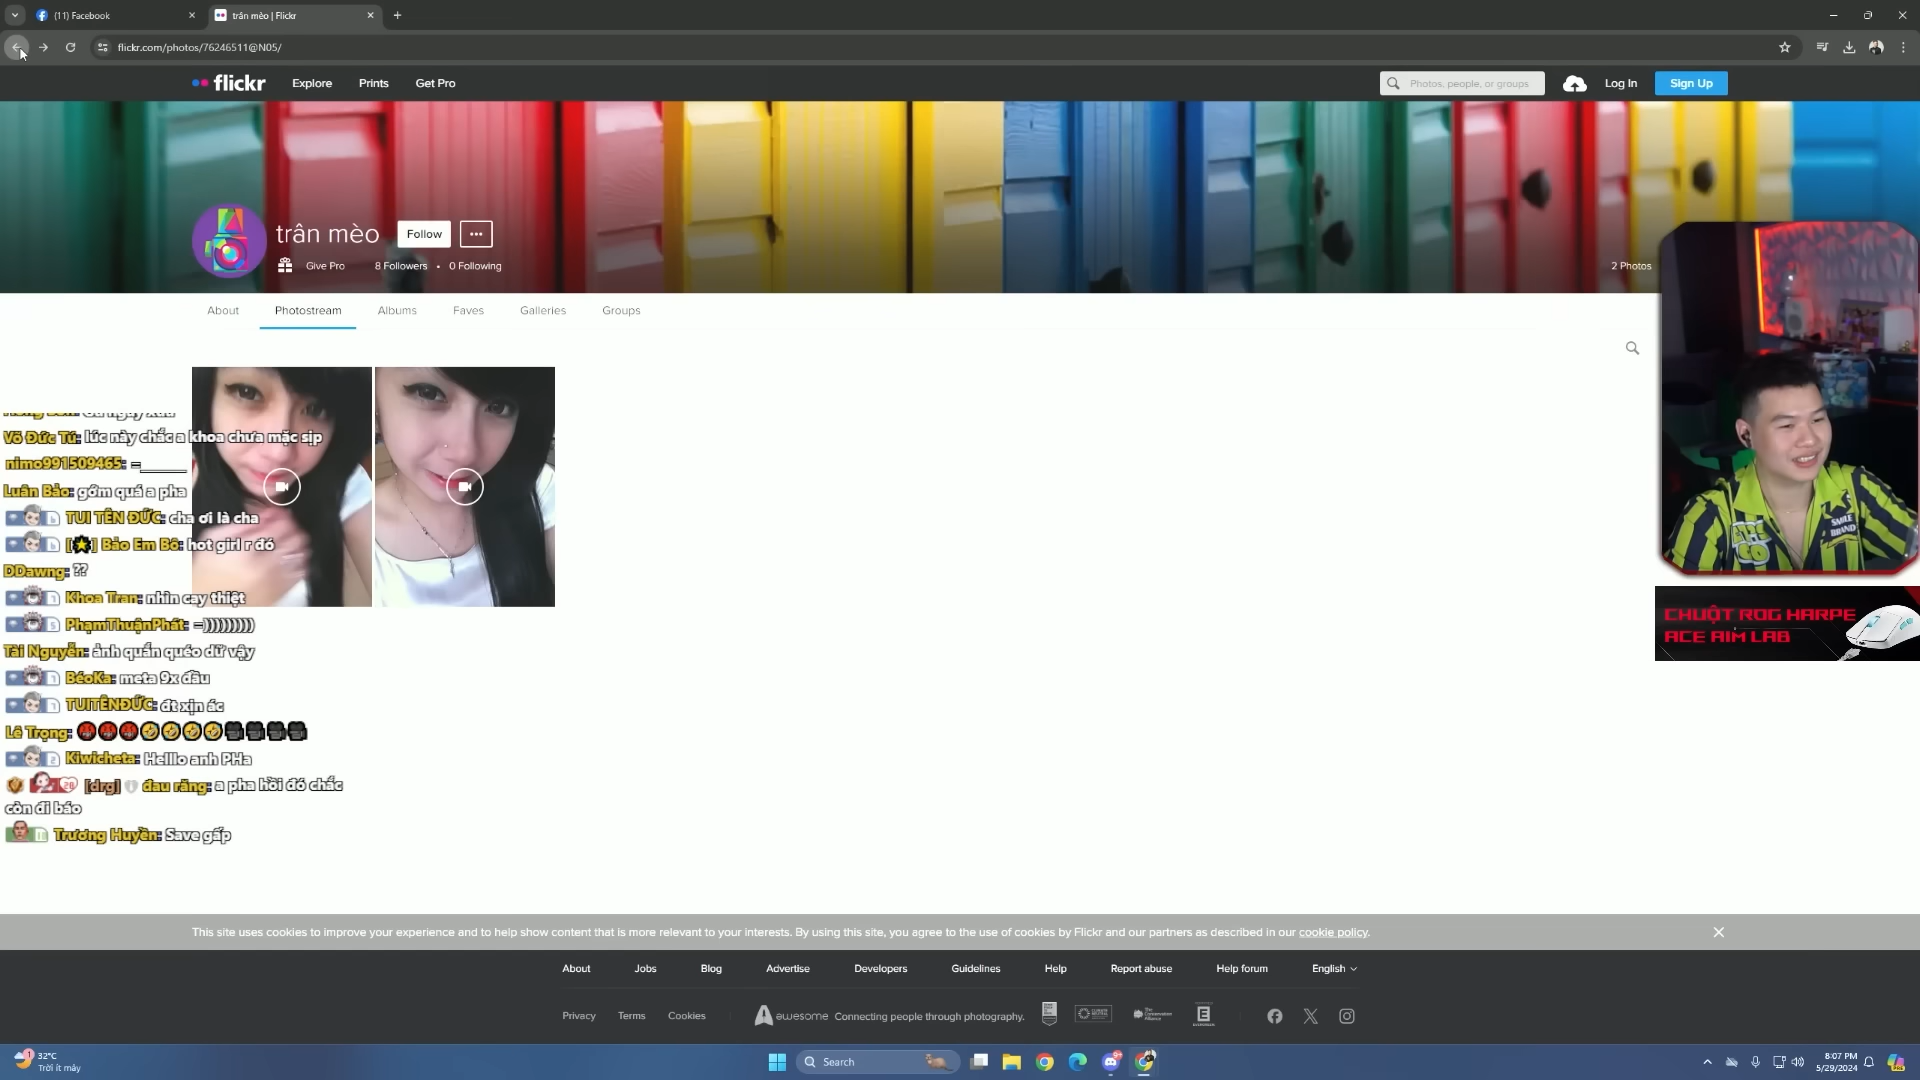 (11) Facebook
trân mèo | Flickr
flickr.com/photos/76246511@N05/
flickr
Explore
Prints
Get Pro
Photos, people, or groups
Log In
Sign Up
trân mèo
Follow
Give Pro
8 Followers • 0 Following
2 Photos
About
Photostream
Albums
Faves
Galleries
Groups
Võ Đức Tú: lúc này chắc a khoa chưa mặc sịp
nimo991509465: =______
Luân Bảo: gớm quá a pha
TUI TÊN ĐỨC: cha ơi là cha
[★] Bảo Em Bô: hot girl r đó
DDawng: ??
Khoa Tran: nhìn cay thiệt
PhạmThuậnPhát: =)))))))))
Tài Nguyễn: ảnh quắn quéo dữ vậy
BéoKa: meta 9x đầu
TUITÊNĐỨC: đt xịn ác
Lê Trọng:
Kiwicheta: Helllo anh PHa
[drg] đau răng: a pha hồi đó chắc
còn đi báo
Trương Huyền: Save gấp
SMILE
BRAND
CHUỘT ROG HARPE
ACE AIM LAB
This site uses cookies to improve your experience and to help show content that is more relevant to your interests. By using this site, you agree to the use of cookies by Flickr and our partners as described in our cookie policy.
About
Jobs
Blog
Advertise
Developers
Guidelines
Help
Report abuse
Help forum
English
Privacy
Terms
Cookies
awesome Connecting people through photography.
32°C
Trời ít mây
Search
8:07 PM
5/29/2024